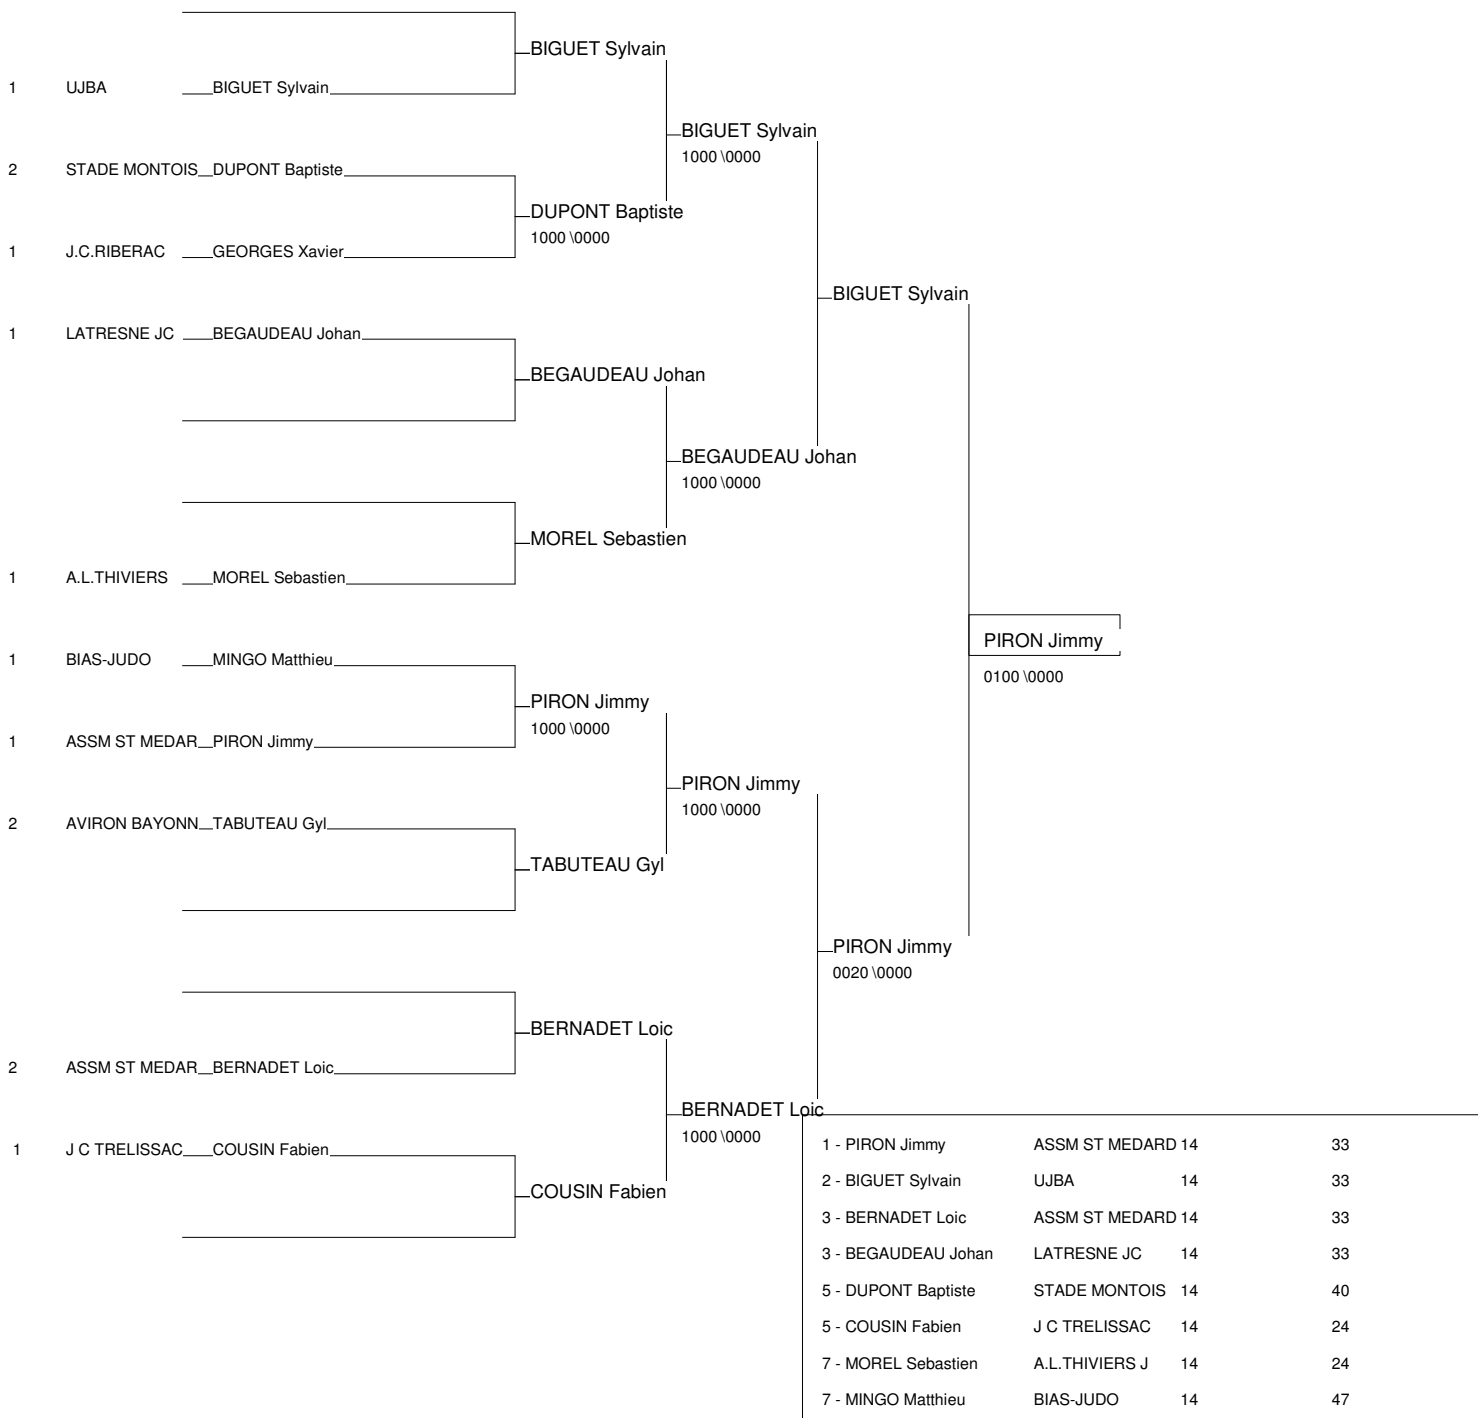 BIGUET Sylvain
1 UJBA BIGUET Sylvain
BIGUET Sylvain
1000 \0000
2 STADE MONTOIS DUPONT Baptiste
DUPONT Baptiste
1000 \0000
1 J.C.RIBERAC GEORGES Xavier
BIGUET Sylvain
1 LATRESNE JC BEGAUDEAU Johan
BEGAUDEAU Johan
BEGAUDEAU Johan
1000 \0000
MOREL Sebastien
1 A.L.THIVIERS MOREL Sebastien
PIRON Jimmy
0100 \0000
1 BIAS-JUDO MINGO Matthieu
PIRON Jimmy
1000 \0000
1 ASSM ST MEDAR PIRON Jimmy
PIRON Jimmy
1000 \0000
2 AVIRON BAYONN TABUTEAU Gyl
TABUTEAU Gyl
PIRON Jimmy
0020 \0000
BERNADET Loic
2 ASSM ST MEDAR BERNADET Loic
BERNADET Loic
1000 \0000
1 J C TRELISSAC COUSIN Fabien
COUSIN Fabien
1 - PIRON Jimmy ASSM ST MEDARD 14 33
2 - BIGUET Sylvain UJBA 14 33
3 - BERNADET Loic ASSM ST MEDARD 14 33
3 - BEGAUDEAU Johan LATRESNE JC 14 33
5 - DUPONT Baptiste STADE MONTOIS 14 40
5 - COUSIN Fabien J C TRELISSAC 14 24
7 - MOREL Sebastien A.L.THIVIERS J 14 24
7 - MINGO Matthieu BIAS-JUDO 14 47